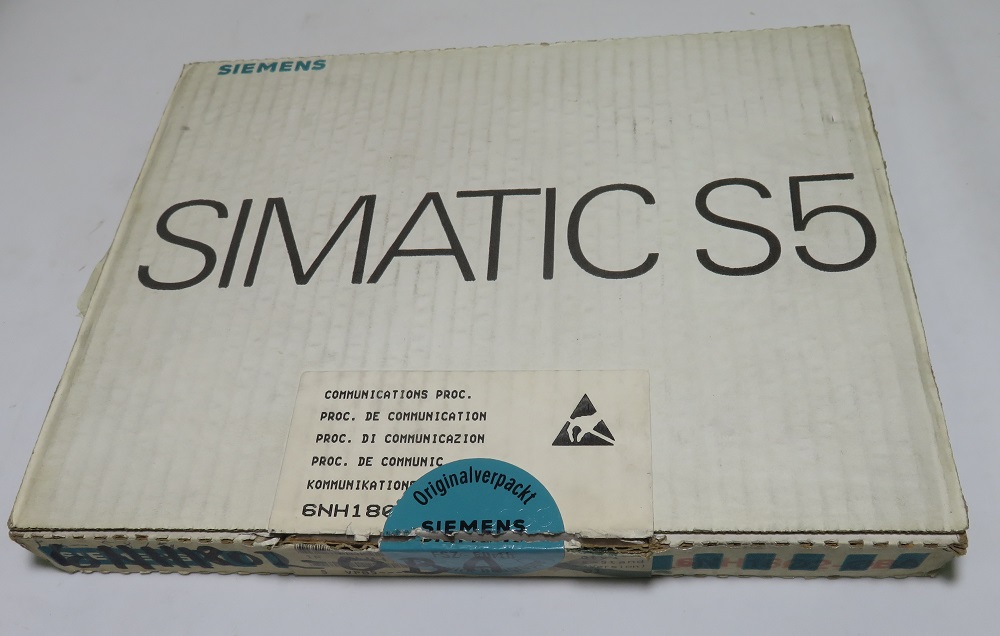 SIEMENS
SIMATIC S5
COMMUNICATIONS PROC.
PROC. DE COMMUNICATION
PROC. DI COMMUNICAZION
PROC. DE COMMUNIC
KOMMUNIKATIONS
6NH180
Originalverpackt
SIEMENS